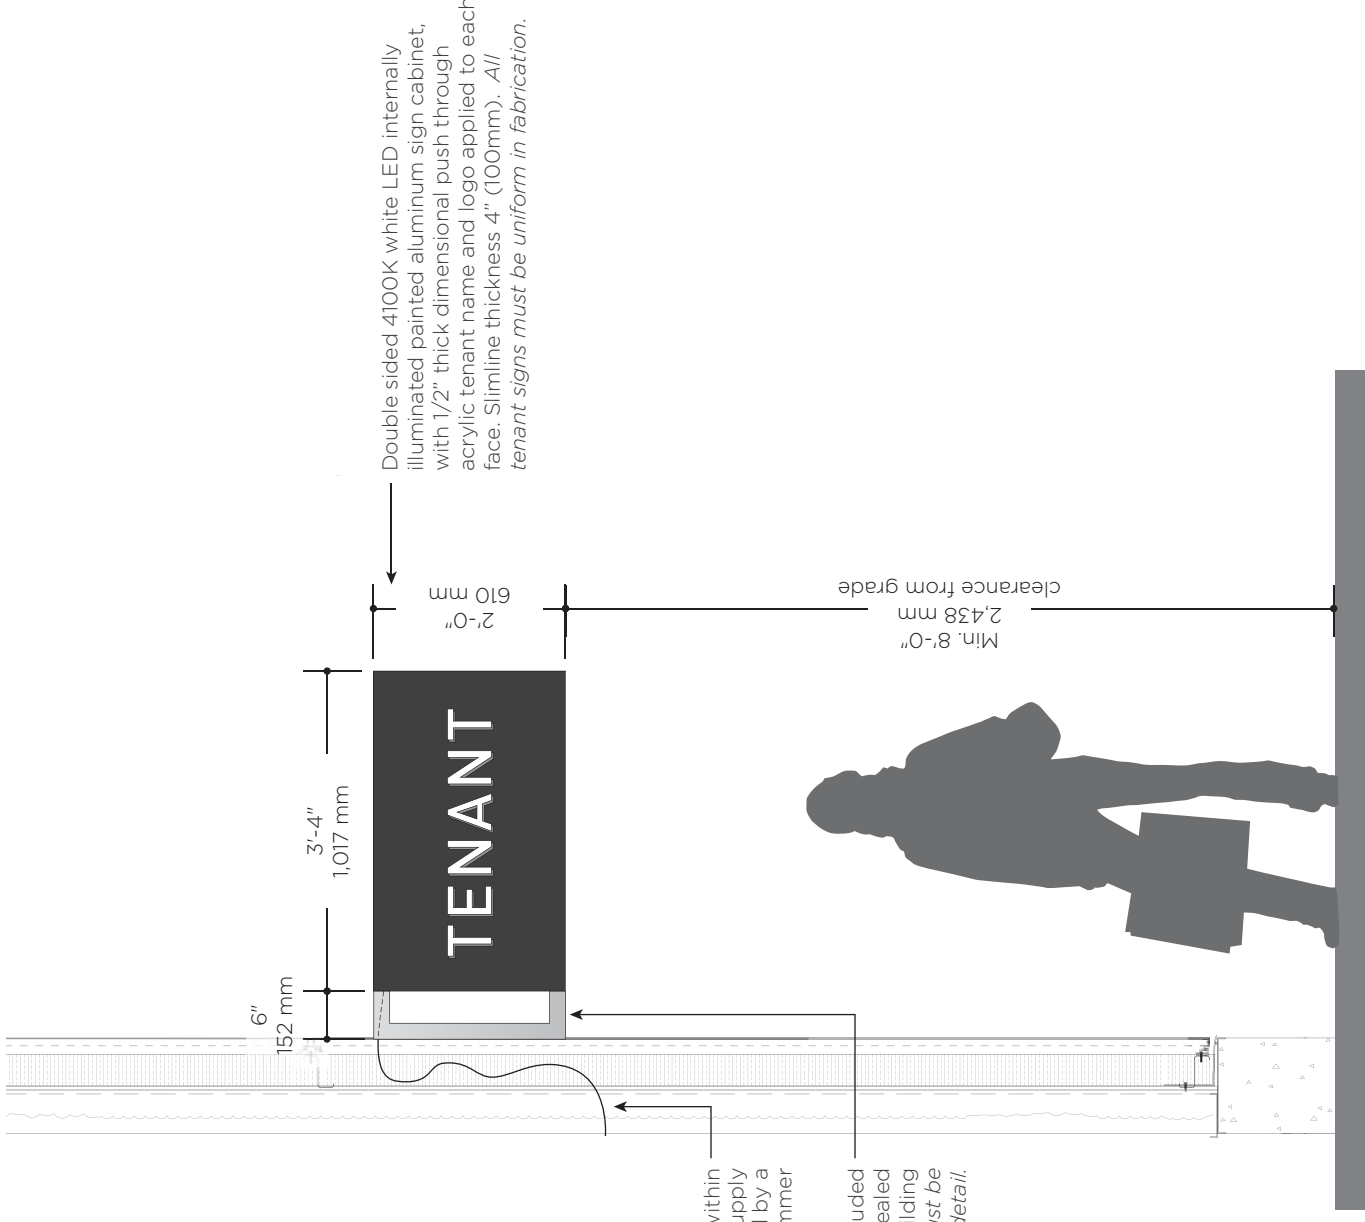 Double sided 4100K white LED internally
illuminated painted aluminum sign cabinet,
with 1/2" thick dimensional push through
acrylic tenant name and logo applied to each
face. Slimline thickness 4" (100mm). All
tenant signs must be uniform in fabrication.
2'-0"
610 mm
Min. 8'-0"
2,438 mm
clearance from grade
3'-4"
1,017 mm
6"
152 mm
TENANT
by a
detail.